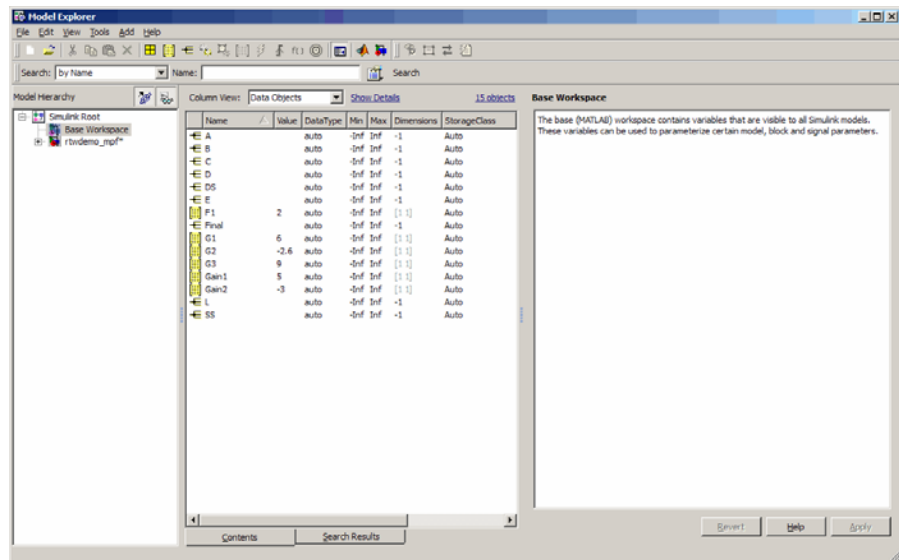 Model Explorer
File Edit View Tools Add Help
Search: by Name Name: Search
Model Hierarchy
Simulink Root
Base Workspace
rtwdemo_mpf*
Column View: Data Objects Show Details 15 objects
Name Value DataType Min Max Dimensions StorageClass
A auto -Inf Inf -1 Auto
B auto -Inf Inf -1 Auto
C auto -Inf Inf -1 Auto
D auto -Inf Inf -1 Auto
DS auto -Inf Inf -1 Auto
E auto -Inf Inf -1 Auto
F1 2 auto -Inf Inf [1 1] Auto
Final auto -Inf Inf -1 Auto
G1 6 auto -Inf Inf [1 1] Auto
G2 -2.6 auto -Inf Inf [1 1] Auto
G3 9 auto -Inf Inf [1 1] Auto
Gain1 5 auto -Inf Inf [1 1] Auto
Gain2 -3 auto -Inf Inf [1 1] Auto
L auto -Inf Inf -1 Auto
SS auto -Inf Inf -1 Auto
Contents Search Results
Base Workspace
The base (MATLAB) workspace contains variables that are visible to all Simulink models.
These variables can be used to parameterize certain model, block and signal parameters.
Revert Help Apply